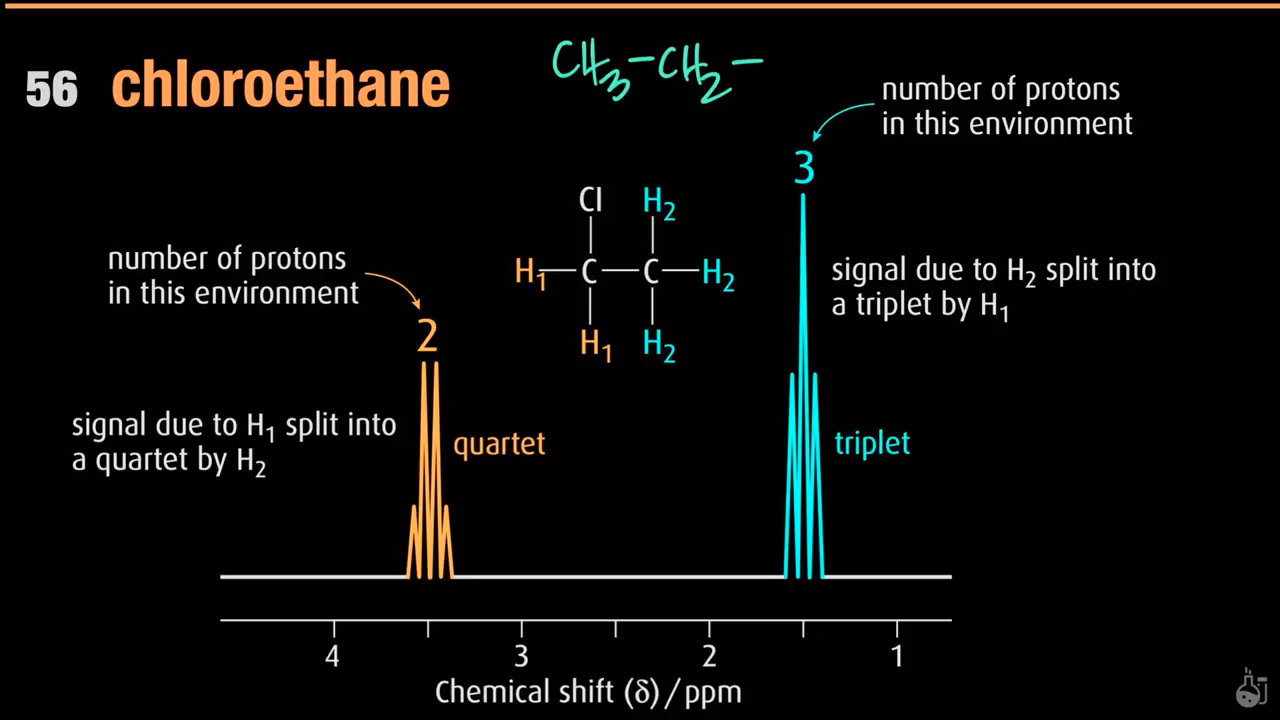 56 chloroethane
CH₃–CH₂–
number of protons
in this environment
3
Cl H₂
H₁ C C H₂
H₁ H₂
signal due to H₂ split into
a triplet by H₁
triplet
number of protons
in this environment
2
signal due to H₁ split into
a quartet by H₂
quartet
4 3 2 1
Chemical shift (δ) / ppm